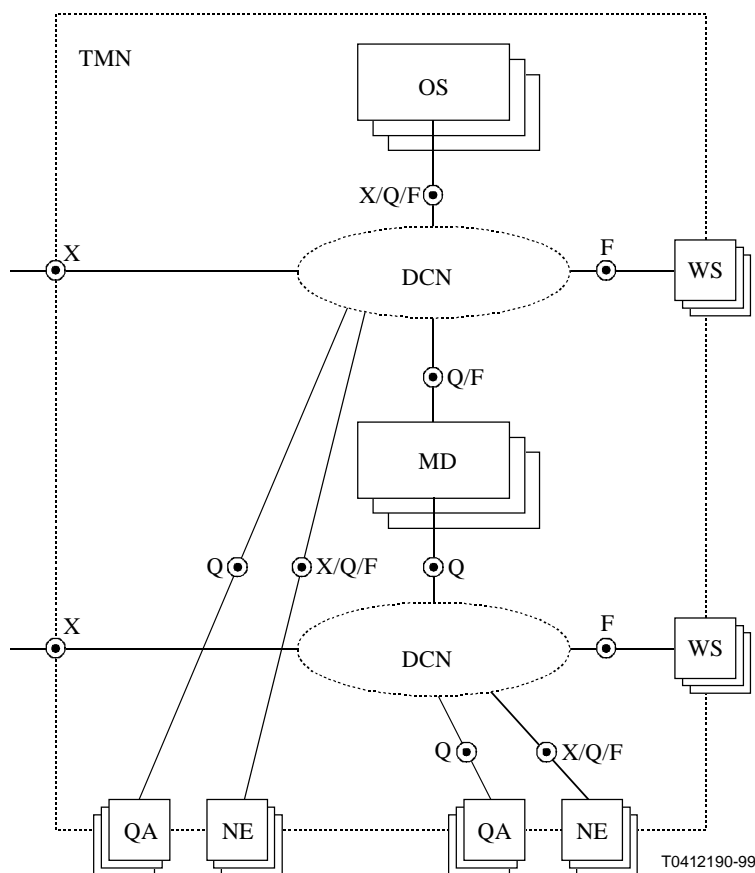 TMN
OS
X/Q/F
X
DCN
F
WS
Q/F
MD
Q
X/Q/F
Q
X
DCN
F
WS
Q
X/Q/F
QA
NE
QA
NE
T0412190-99